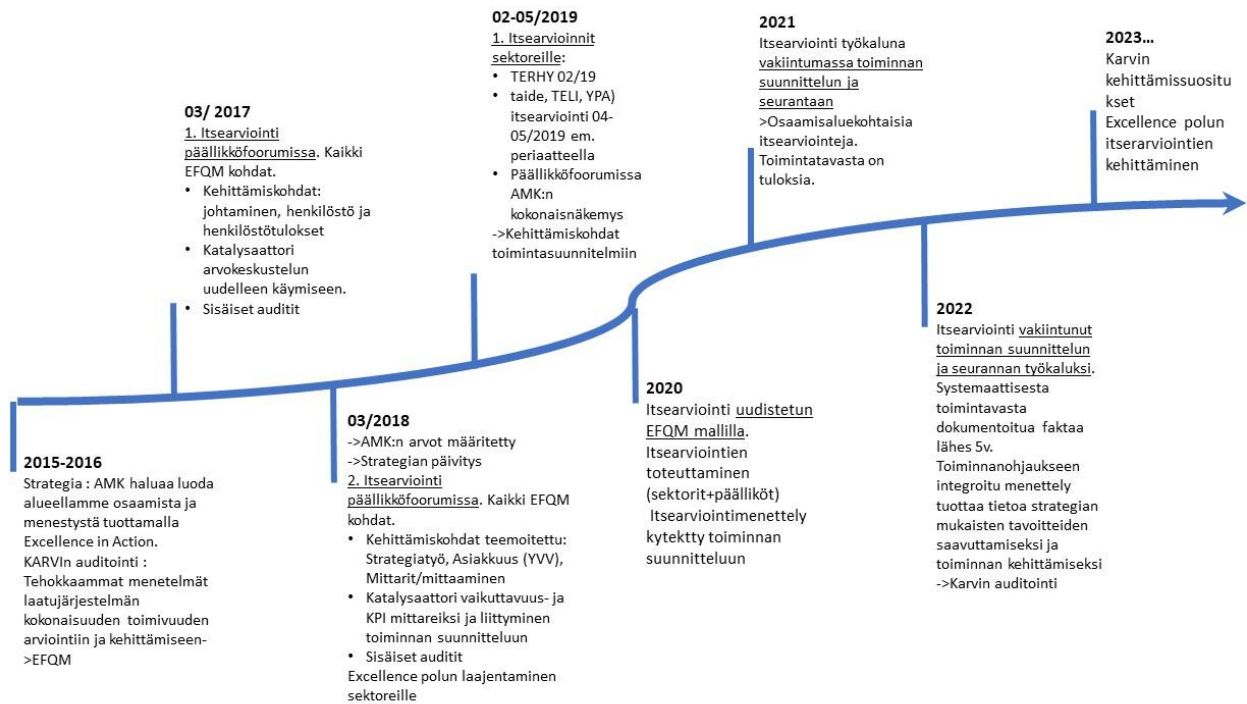 2015-2016
Strategia : AMK haluaa luoda
alueellamme osaamista ja
menestystä tuottamalla
Excellence in Action.
KARVIn auditointi :
Tehokkaammat menetelmät
laatujärjestelmän
kokonaisuuden toimivuuden
arviointiin ja kehittämiseen-
>EFQM
03/ 2017
1. Itsearviointi
päällikköfoorumissa. Kaikki
EFQM kohdat.
• Kehittämiskohdat:
johtaminen, henkilöstö ja
henkilöstötulokset
• Katalysaattori
arvokeskustelun
uudelleen käymiseen.
• Sisäiset auditit
03/2018
->AMK:n arvot määritetty
->Strategian päivitys
2. Itsearviointi
päällikköfoorumissa. Kaikki EFQM
kohdat.
• Kehittämiskohdat teemoitettu:
Strategiatyö, Asiakkuus (YVV),
Mittarit/mittaaminen
• Katalysaattori vaikuttavuus- ja
KPI mittareiksi ja liittyminen
toiminnan suunnitteluun
• Sisäiset auditit
Excellence polun laajentaminen
sektoreille
02-05/2019
1. Itsearvioinnit
sektoreille:
• TERHY 02/19
• taide, TELI, YPA)
itsearviointi 04-
05/2019 em.
periaatteella
• Päällikköfoorumissa
AMK:n
kokonaisnäkemys
->Kehittämiskohdat
toimintasuunnitelmiin
2020
Itsearviointi uudistetun
EFQM mallilla.
Itsearviointien
toteuttaminen
(sektorit+päälliköt)
Itsearviointimenettely
kytektty toiminnan
suunnitteluun
2021
Itsearviointi työkaluna
vakiintumassa toiminnan
suunnittelun ja
seurantaan
>Osaamisaluekohtaisia
itsearviointeja.
Toimintatavasta on
tuloksia.
2022
Itsearviointi vakiintunut
toiminnan suunnittelun
ja seurannan työkaluksi.
Systemaattisesta
toimintavasta
dokumentoitua faktaa
lähes 5v.
Toiminnanohjaukseen
integroitu menettely
tuottaa tietoa strategian
mukaisten tavoitteiden
saavuttamiseksi ja
toiminnan kehittämiseksi
->Karvin auditointi
2023...
Karvin
kehittämissuositu
kset
Excellence polun
itserarviointien
kehittäminen